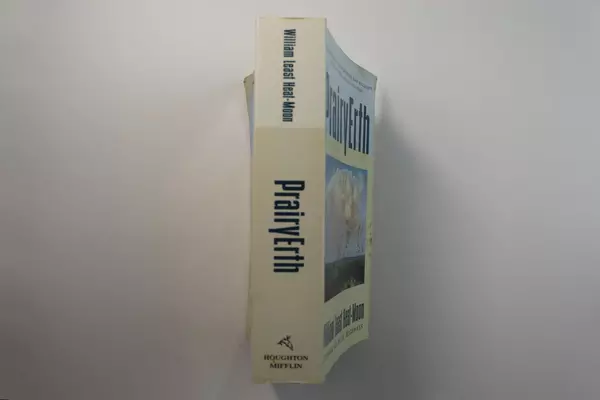 William Least Heat-Moon
PrairyErth
HOUGHTON
MIFFLIN
PrairyErth
William Least Heat-Moon